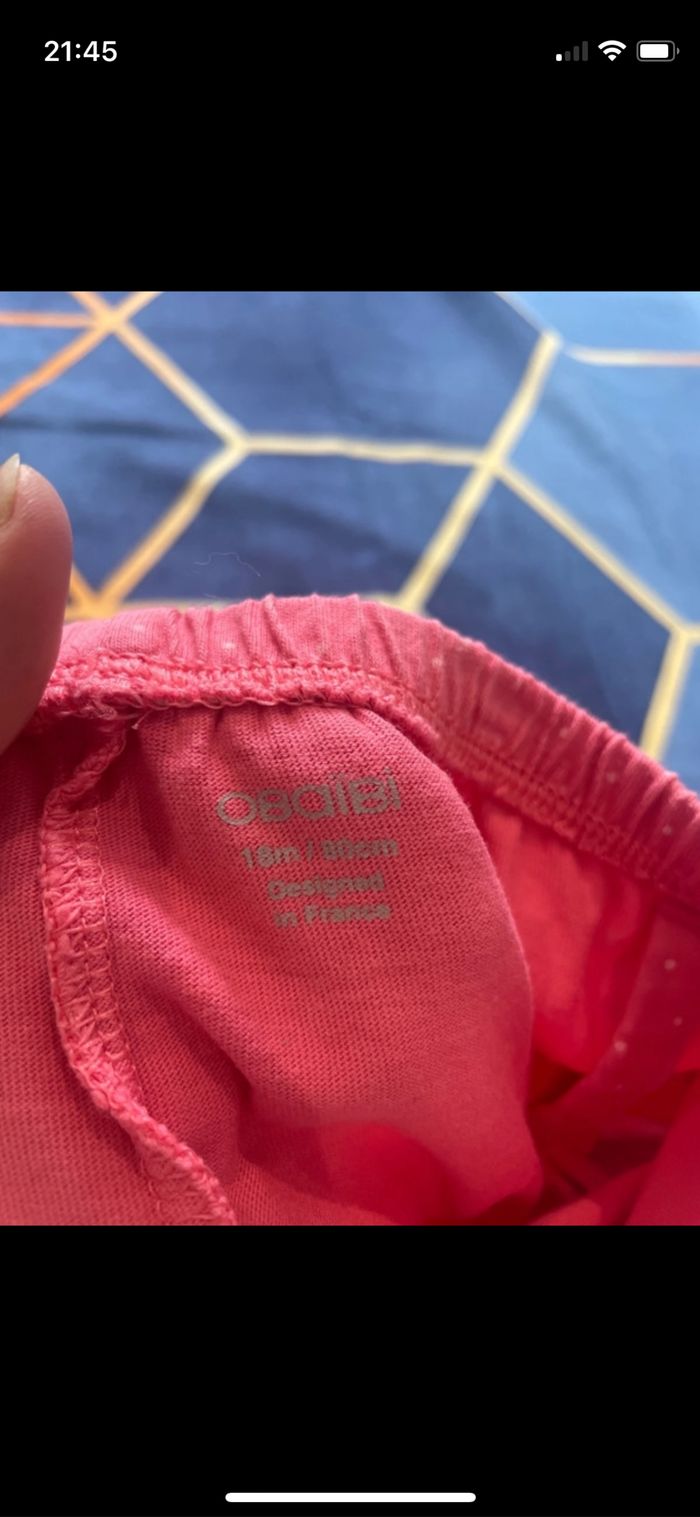 21:45
OBaïBi
18m / 80cm
Designed
in France